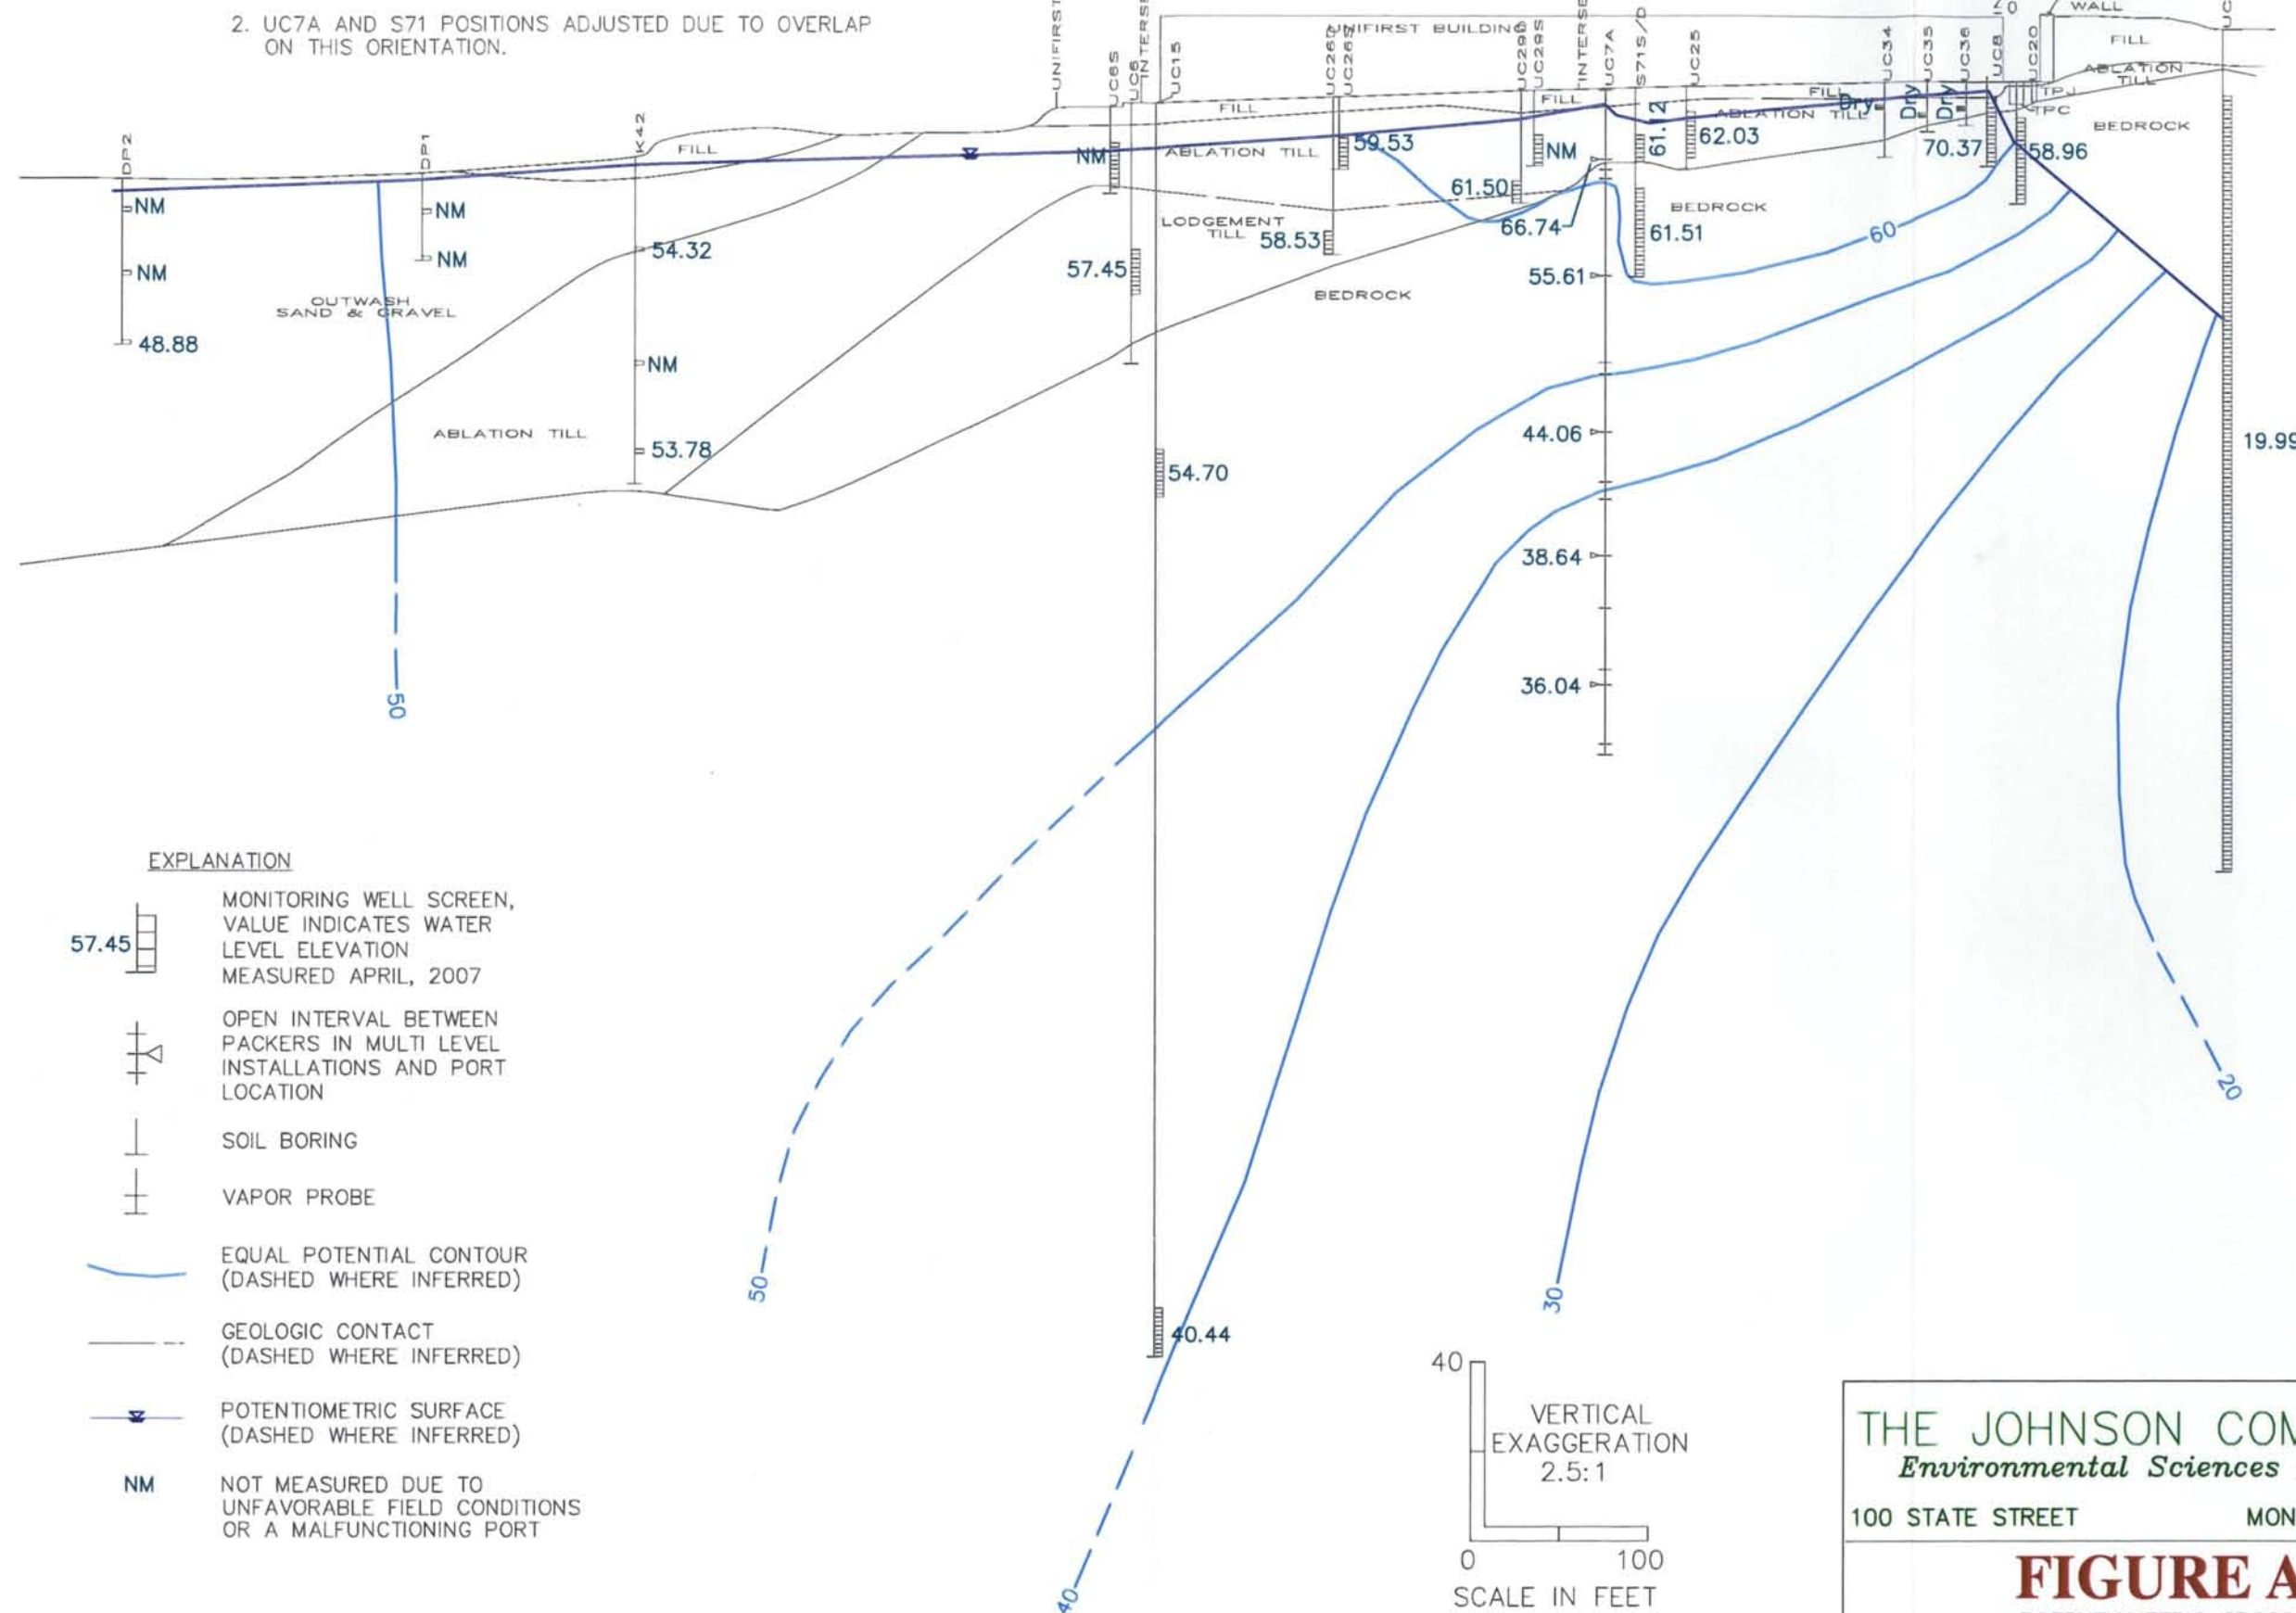 2. UC7A AND S71 POSITIONS ADJUSTED DUE TO OVERLAP
ON THIS ORIENTATION.
DP2
DP1
K42
UNIFIRST
UC6S
UC6
UC15
UNIFIRST BUILDING
UC26D
UC26S
UC29D
UC29S
UC7A
S71S/D
UC25
UC34
UC35
UC36
UC8
UC20
WALL
FILL
ABLATION
TILL
FILL
FILL
FILL
FILL
Dry
Dry
Dry
TPJ
TPC
BEDROCK
NM
ABLATION TILL
59.53
NM
61.12
62.03
ABLATION TILL
70.37
58.96
NM
NM
48.88
NM
NM
54.32
NM
53.78
OUTWASH
SAND & GRAVEL
ABLATION TILL
LODGEMENT
TILL
58.53
57.45
61.50
66.74
BEDROCK
61.51
60
55.61
BEDROCK
54.70
44.06
38.64
36.04
19.99
50
EXPLANATION
57.45
MONITORING WELL SCREEN,
VALUE INDICATES WATER
LEVEL ELEVATION
MEASURED APRIL, 2007
OPEN INTERVAL BETWEEN
PACKERS IN MULTI LEVEL
INSTALLATIONS AND PORT
LOCATION
SOIL BORING
VAPOR PROBE
EQUAL POTENTIAL CONTOUR
(DASHED WHERE INFERRED)
GEOLOGIC CONTACT
(DASHED WHERE INFERRED)
POTENTIOMETRIC SURFACE
(DASHED WHERE INFERRED)
NM
NOT MEASURED DUE TO
UNFAVORABLE FIELD CONDITIONS
OR A MALFUNCTIONING PORT
50
40.44
40
30
20
40
VERTICAL
EXAGGERATION
2.5:1
0 100
SCALE IN FEET
THE JOHNSON COM
Environmental Sciences
100 STATE STREET MON
FIGURE A